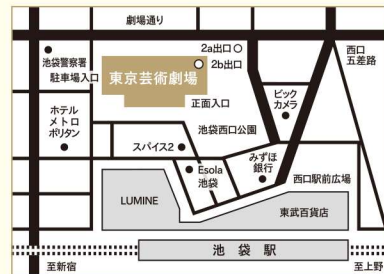 劇場通り
2a出口
西口
五差路
池袋警察署
駐車場入口
2b出口
東京芸術劇場
正面入口
ビック
カメラ
ホテル
メトロ
ポリタン
池袋西口公園
スパイス2
Esola
池袋
みずほ
銀行
西口駅前広場
LUMINE
東武百貨店
池袋駅
至新宿
至上野